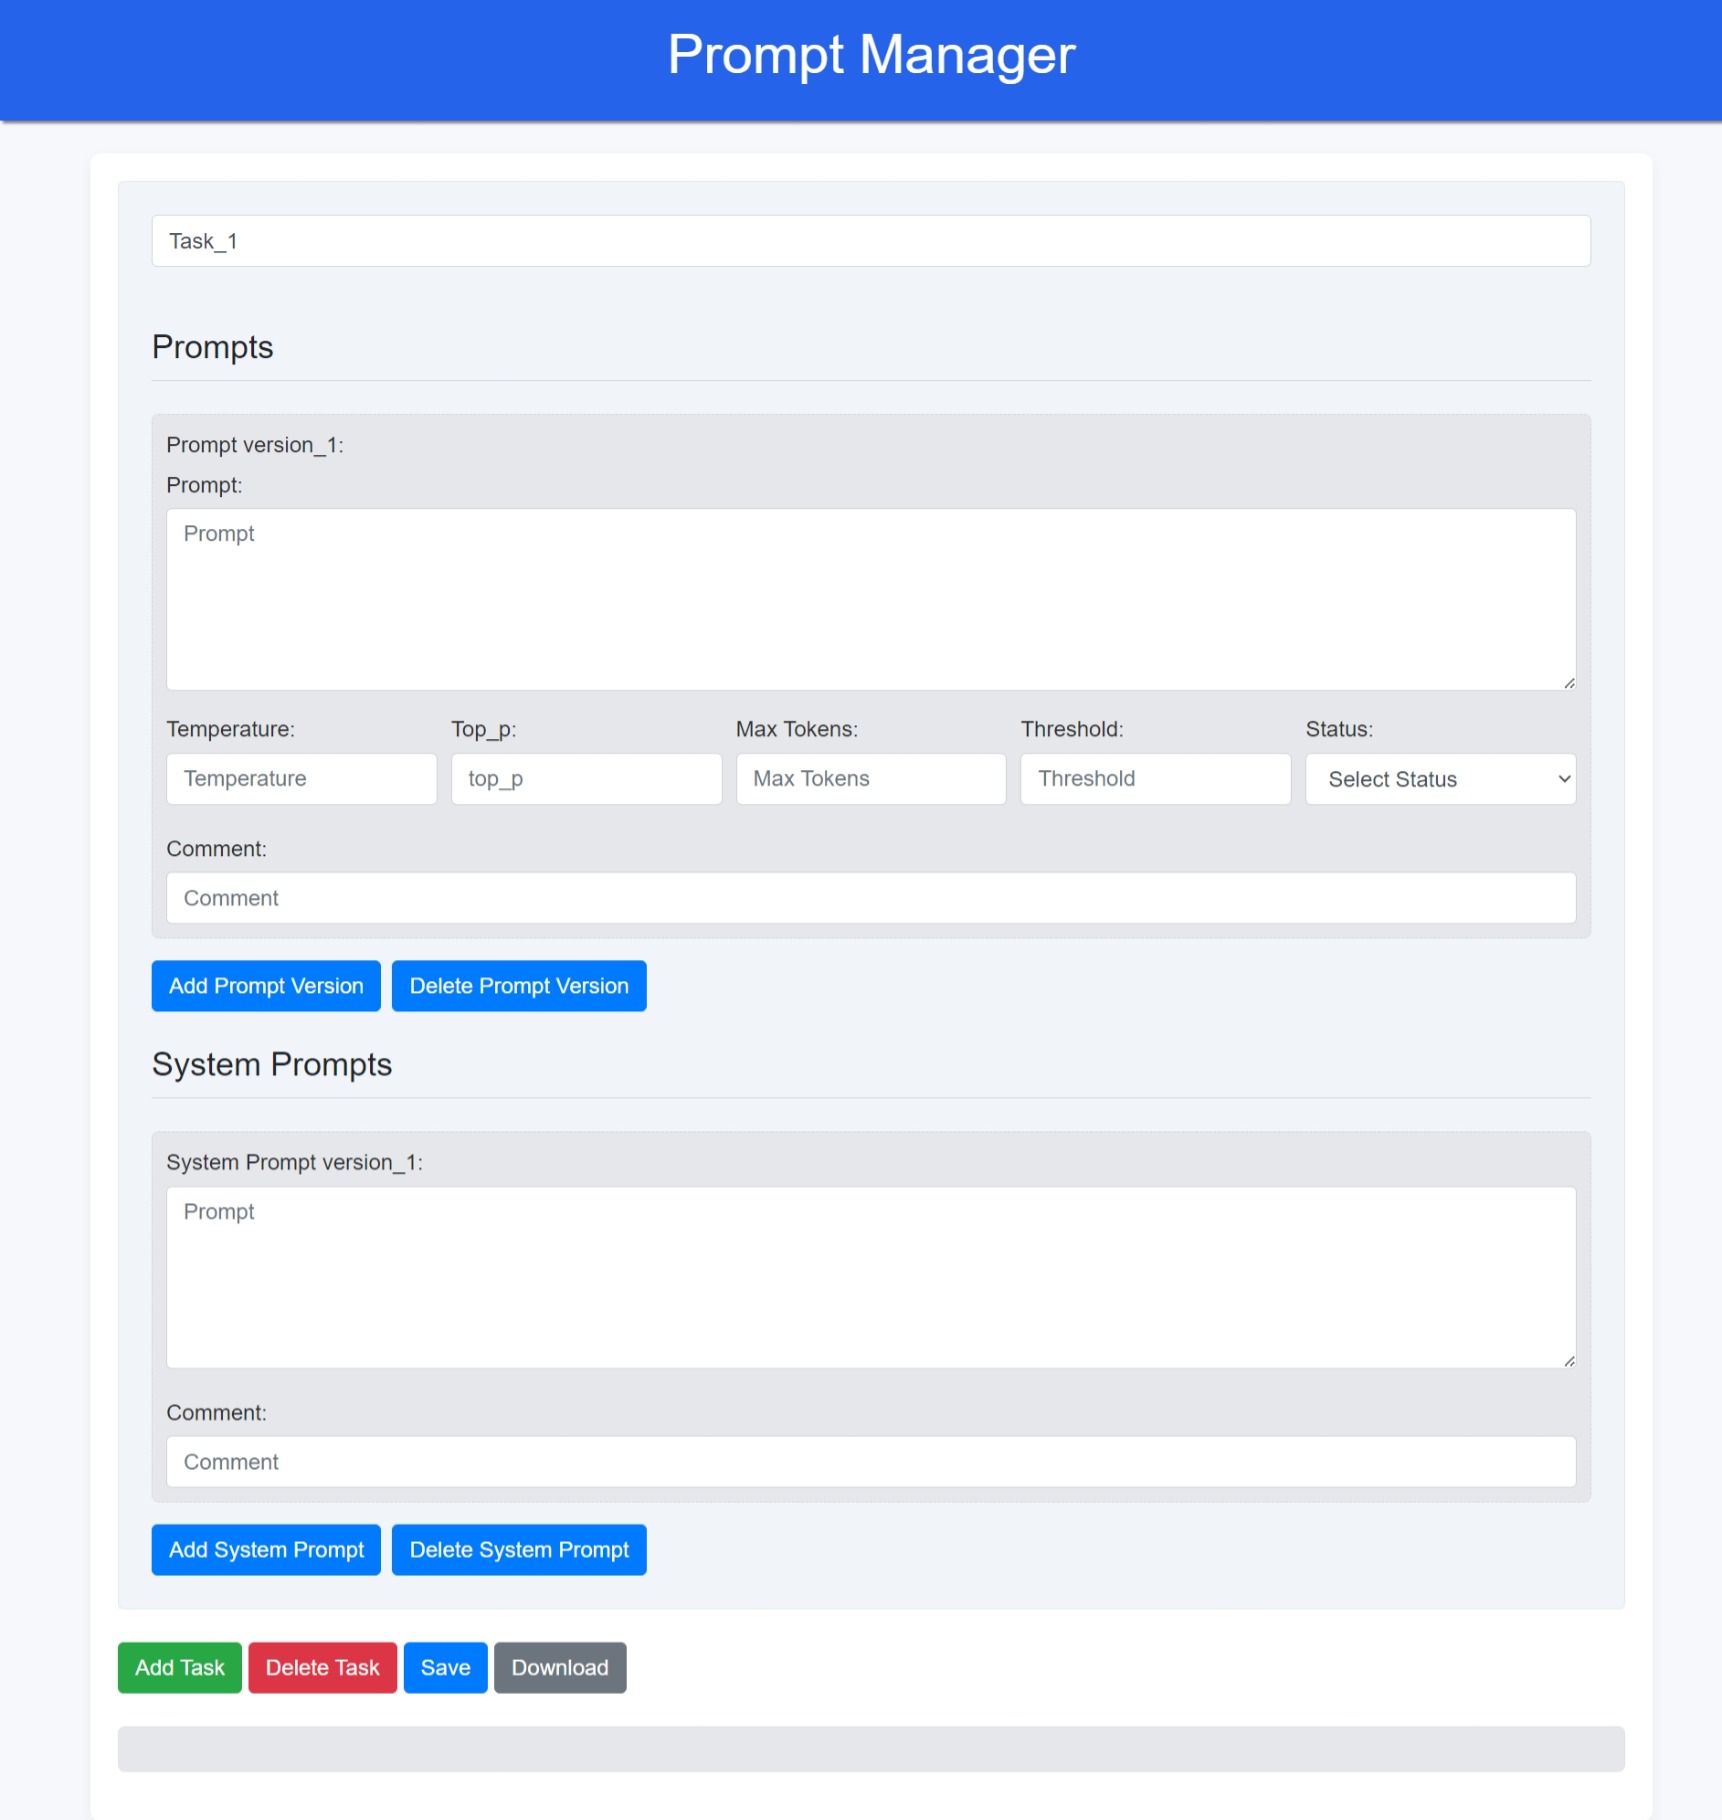 Prompt Manager
Task_1
Prompts
Prompt version_1:
Prompt:
Prompt
Temperature: Top_p: Max Tokens: Threshold: Status:
Temperature top_p Max Tokens Threshold Select Status
Comment:
Comment
Add Prompt Version Delete Prompt Version
System Prompts
System Prompt version_1:
Prompt
Comment:
Comment
Add System Prompt Delete System Prompt
Add Task Delete Task Save Download